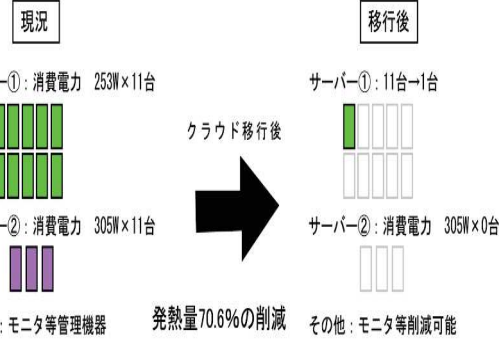 現況
ー①：消費電力 253W×11台
ー②：消費電力 305W×11台
：モニタ等管理機器
クラウド移行後
発熱量70.6%の削減
移行後
サーバー①：11台→1台
サーバー②：消費電力 305W×0台
その他：モニタ等削減可能